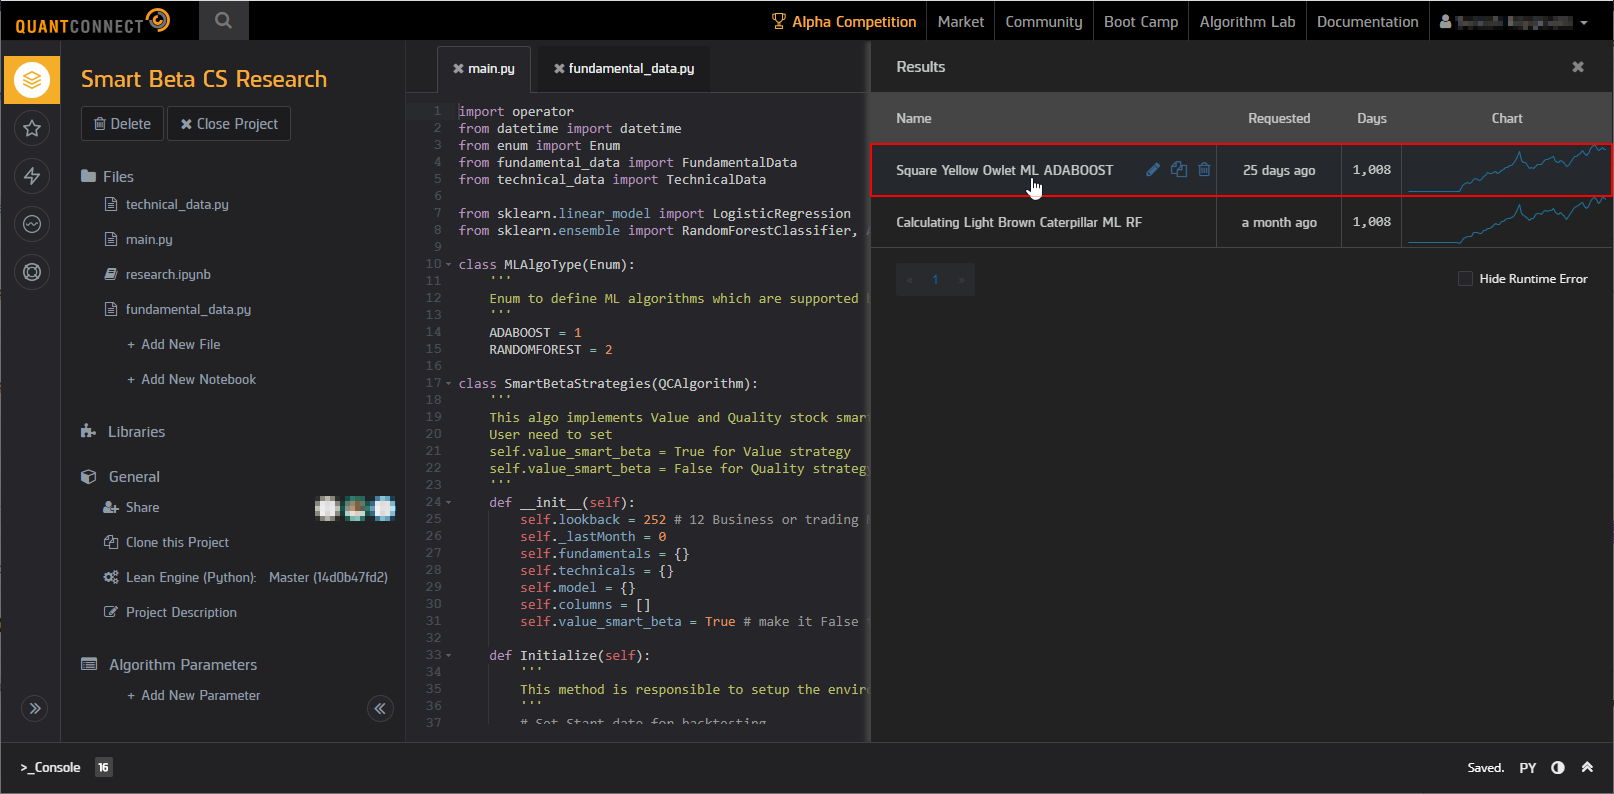 QUANTCONNECT
Alpha Competition
Market
Community
Boot Camp
Algorithm Lab
Documentation
Smart Beta CS Research
Delete
Close Project
Files
technical_data.py
main.py
research.ipynb
fundamental_data.py
+ Add New File
+ Add New Notebook
Libraries
General
Share
Clone this Project
Lean Engine (Python): Master (14d0b47fd2)
Project Description
Algorithm Parameters
+ Add New Parameter
main.py
fundamental_data.py
1 import operator
2 from datetime import datetime
3 from enum import Enum
4 from fundamental_data import FundamentalData
5 from technical_data import TechnicalData
6
7 from sklearn.linear_model import LogisticRegression
8 from sklearn.ensemble import RandomForestClassifier,
9
10 class MLAlgoType(Enum):
11 '''
12 Enum to define ML algorithms which are supported
13 '''
14 ADABOOST = 1
15 RANDOMFOREST = 2
16
17 class SmartBetaStrategies(QCAlgorithm):
18 '''
19 This algo implements Value and Quality stock smar
20 User need to set
21 self.value_smart_beta = True for Value strategy
22 self.value_smart_beta = False for Quality strategy
23 '''
24 def __init__(self):
25 self.lookback = 252 # 12 Business or trading
26 self._lastMonth = 0
27 self.fundamentals = {}
28 self.technicals = {}
29 self.model = {}
30 self.columns = []
31 self.value_smart_beta = True # make it False
32
33 def Initialize(self):
34 '''
35 This method is responsible to setup the envir
36 '''
37 # Set Start date for backtesting
Results
Name Requested Days Chart
Square Yellow Owlet ML ADABOOST 25 days ago 1,008
Calculating Light Brown Caterpillar ML RF a month ago 1,008
« 1 »
Hide Runtime Error
>_Console 16
Saved. PY